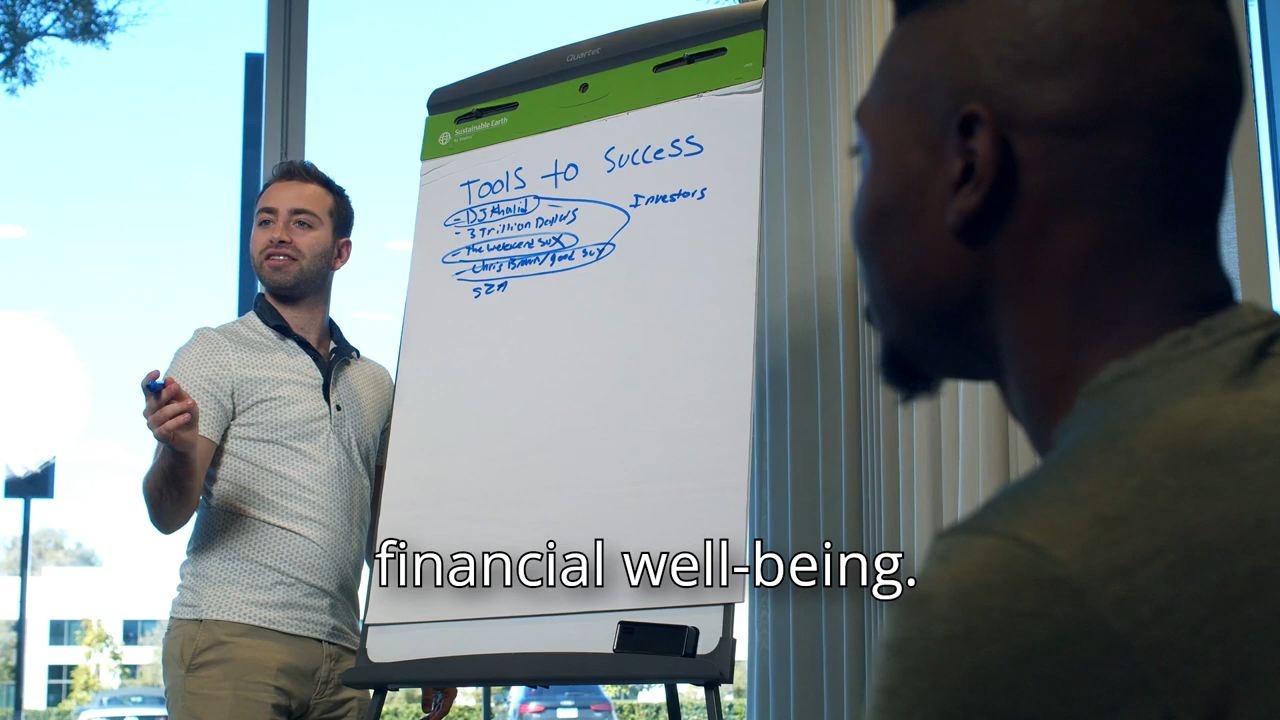 Quartet
Sustainable Earth
TOOLS to Success
- DJ Khalid
Investors
- 3 Trillion Dollars
- The Weekend SUX
- Chris Brown/good SUX
SZA
financial well-being.